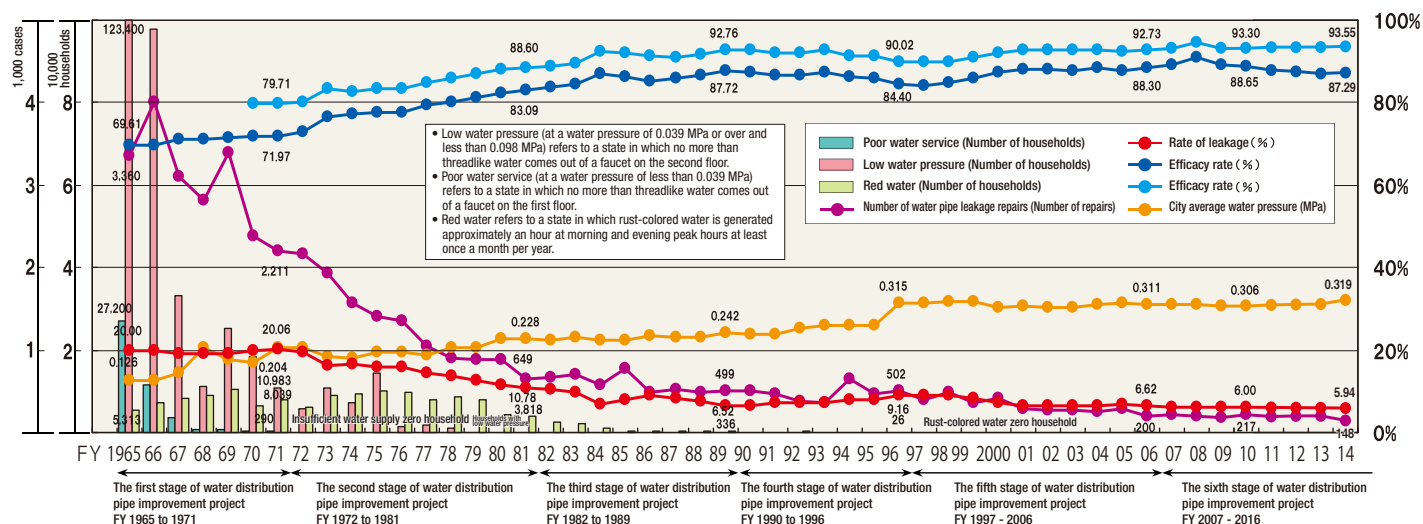 1,000 cases
10,000
households
4
3
2
1
8
6
4
2
100%
80%
60%
40%
20%
0%
123,400
69.61
3,360
27,200
20.00
0.126
5,313
79.71
71.97
2,211
20.06
0.204
10,983
8,039
290
88.60
83.09
0.228
649
10.78
3,818
92.76
87.72
0.242
499
6.52
336
90.02
84.40
0.315
502
9.16
26
92.73
88.30
0.311
6.62
200
93.30
88.65
0.306
6.00
217
93.55
87.29
0.319
5.94
148
• Low water pressure (at a water pressure of 0.039 MPa or over and
less than 0.098 MPa) refers to a state in which no more than
threadlike water comes out of a faucet on the second floor.
• Poor water service (at a water pressure of less than 0.039 MPa)
refers to a state in which no more than threadlike water comes out
of a faucet on the first floor.
• Red water refers to a state in which rust-colored water is generated
approximately an hour at morning and evening peak hours at least
once a month per year.
Poor water service (Number of households)
Low water pressure (Number of households)
Red water (Number of households)
Number of water pipe leakage repairs (Number of repairs)
Rate of leakage (%)
Efficacy rate (%)
Efficacy rate (%)
City average water pressure (MPa)
Insufficient water supply zero household
Households with
low water pressure
Rust-colored water zero household
FY 1965 66 67 68 69 70 71 72 73 74 75 76 77 78 79 80 81 82 83 84 85 86 87 88 89 90 91 92 93 94 95 96 97 98 99 2000 01 02 03 04 05 06 07 08 09 10 11 12 13 14
The first stage of water distribution
pipe improvement project
FY 1965 to 1971
The second stage of water distribution
pipe improvement project
FY 1972 to 1981
The third stage of water distribution
pipe improvement project
FY 1982 to 1989
The fourth stage of water distribution
pipe improvement project
FY 1990 to 1996
The fifth stage of water distribution
pipe improvement project
FY 1997 - 2006
The sixth stage of water distribution
pipe improvement project
FY 2007 - 2016